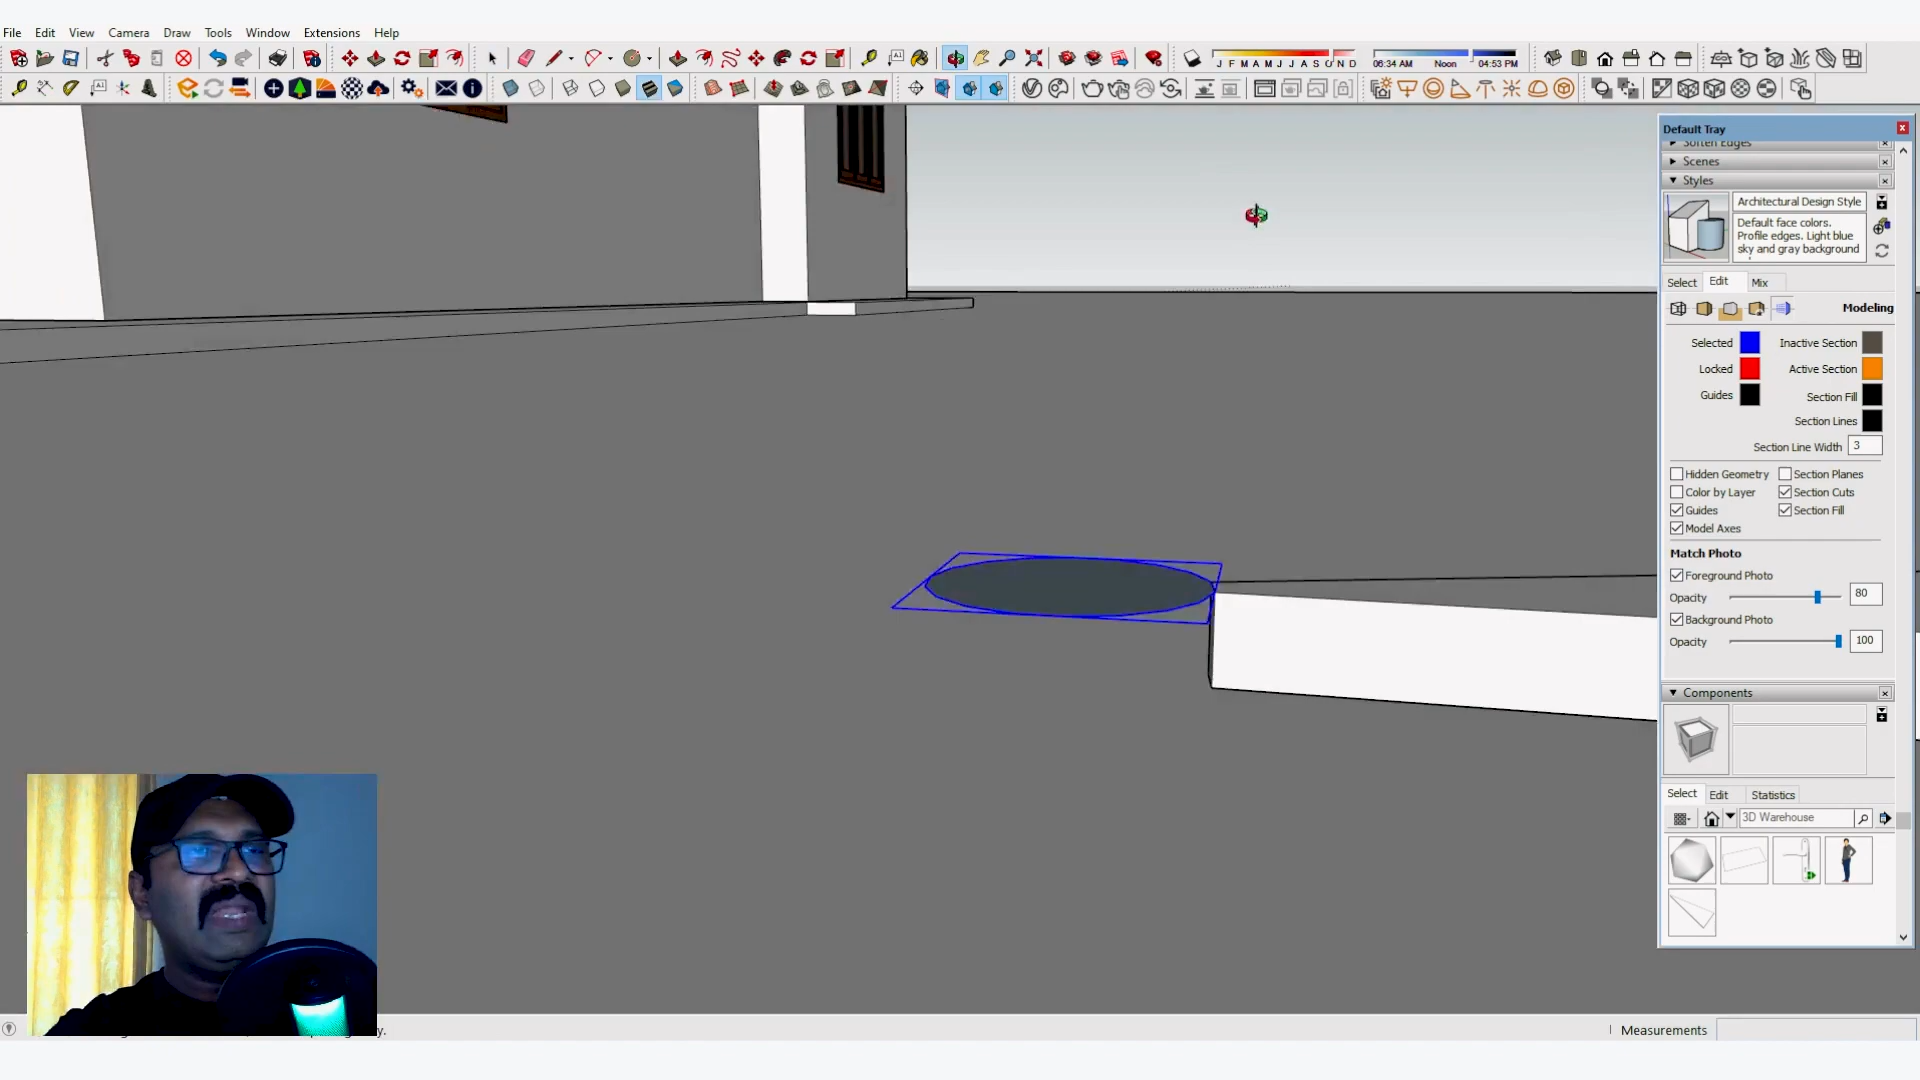 File Edit View Camera Draw Tools Window Extensions Help
J F M A M J J A S O N D
06:34 AM Noon 04:53 PM
Default Tray
Soften Edges
Scenes
Styles
Architectural Design Style
Default face colors.
Profile edges. Light blue
sky and gray background
Select Edit Mix
Modeling
Selected Inactive Section
Locked Active Section
Guides Section Fill
Section Lines
Section Line Width 3
Hidden Geometry Section Planes
Color by Layer Section Cuts
Guides Section Fill
Model Axes
Match Photo
Foreground Photo
Opacity 80
Background Photo
Opacity 100
Components
Select Edit Statistics
3D Warehouse
Measurements